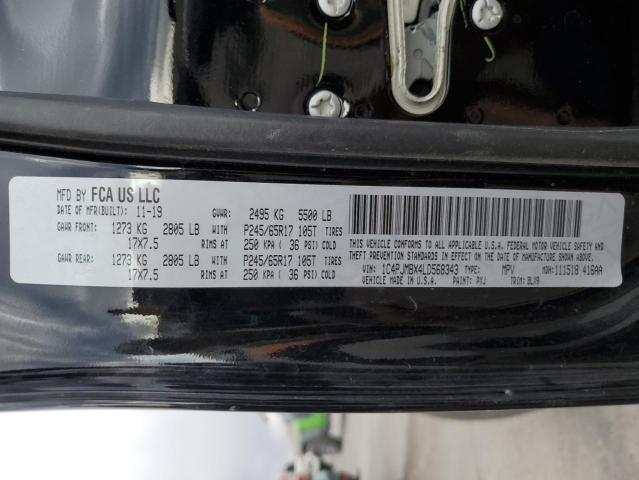 MFD BY FCA US LLC
DATE OF MFR(BUILT): 11-19 GVWR: 2495 KG 5500 LB
GAWR FRONT: 1273 KG 2805 LB WITH P245/65R17 105T TIRES
17X7.5 RIMS AT 250 KPA ( 36 PSI) COLD
GAWR REAR: 1273 KG 2805 LB WITH P245/65R17 105T TIRES
17X7.5 RIMS AT 250 KPA ( 36 PSI) COLD
THIS VEHICLE CONFORMS TO ALL APPLICABLE U.S.A. FEDERAL MOTOR VEHICLE SAFETY AND
THEFT PREVENTION STANDARDS IN EFFECT ON THE DATE OF MANUFACTURE SHOWN ABOVE.
VIN: 1C4PJMBX4LD568343 TYPE: MPV MDH: 111518 416AA
VEHICLE MADE IN U.S.A. PAINT: PXJ TRIM: BLX9